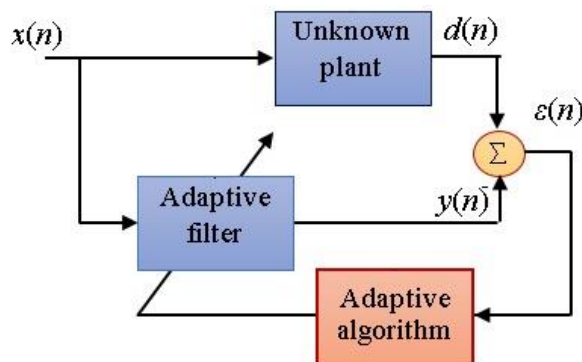 x(n)
Unknown
plant
d(n)
ε(n)
Σ
Adaptive
filter
y(n)
-
Adaptive
algorithm